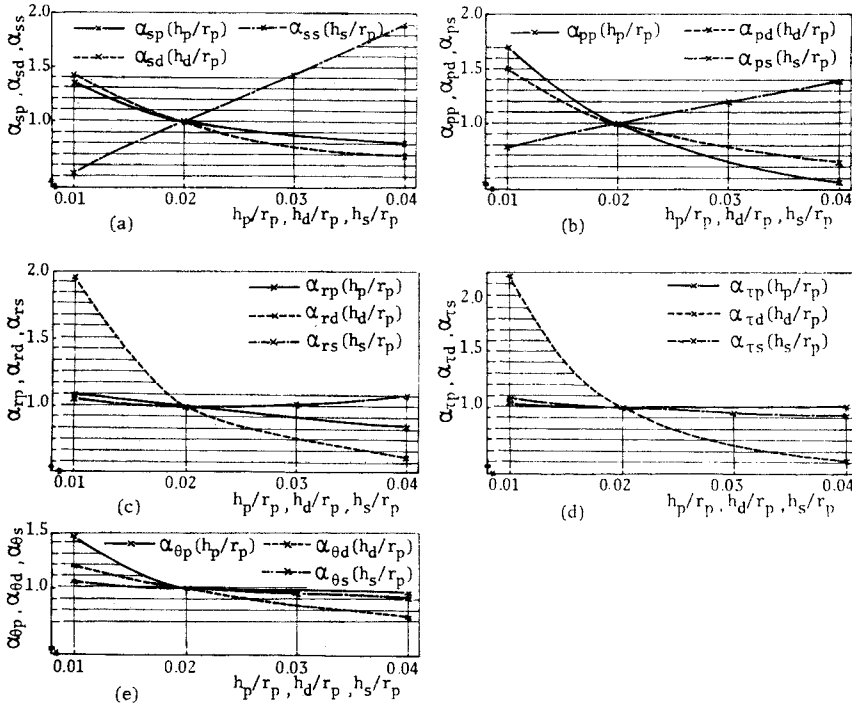 2.0
1.5
1.0
α_sp, α_sd, α_ss
α_sp(h_p/r_p) α_ss(h_s/r_p)
α_sd(h_d/r_p)
0.01 0.02 0.03 0.04
h_p/r_p, h_d/r_p, h_s/r_p
(a)
2.0
1.5
1.0
α_pp, α_pd, α_ps
α_pp(h_p/r_p) α_pd(h_d/r_p)
α_ps(h_s/r_p)
0.01 0.02 0.03 0.04
h_p/r_p, h_d/r_p, h_s/r_p
(b)
2.0
1.5
1.0
α_rp, α_rd, α_rs
α_rp(h_p/r_p)
α_rd(h_d/r_p)
α_rs(h_s/r_p)
0.01 0.02 0.03 0.04
h_p/r_p, h_d/r_p, h_s/r_p
(c)
2.0
1.5
1.0
α_τp, α_τd, α_τs
α_τp(h_p/r_p)
α_τd(h_d/r_p)
α_τs(h_s/r_p)
0.01 0.02 0.03 0.04
h_p/r_p, h_d/r_p, h_s/r_p
(d)
1.5
1.0
α_θp, α_θd, α_θs
α_θp(h_p/r_p) α_θd(h_d/r_p)
α_θs(h_s/r_p)
0.01 0.02 0.03 0.04
h_p/r_p, h_d/r_p, h_s/r_p
(e)